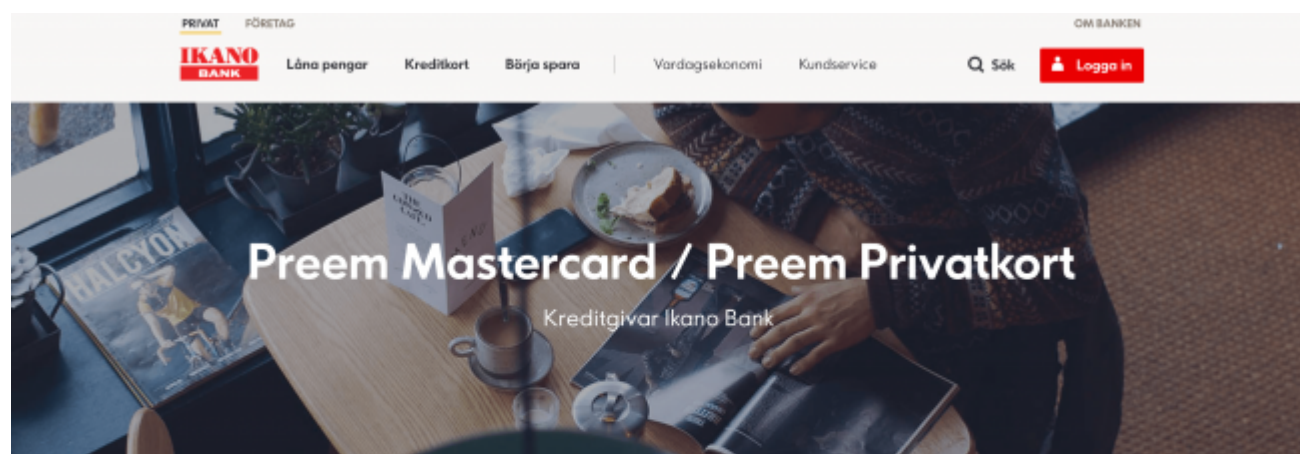 PRIVAT FÖRETAG OM BANKEN
IKANO
BANK
Låna pengar Kreditkort Börja spara Vardagsekonomi Kundservice Sök Logga in
HALCYON
Preem Mastercard / Preem Privatkort
Kreditgivar Ikano Bank